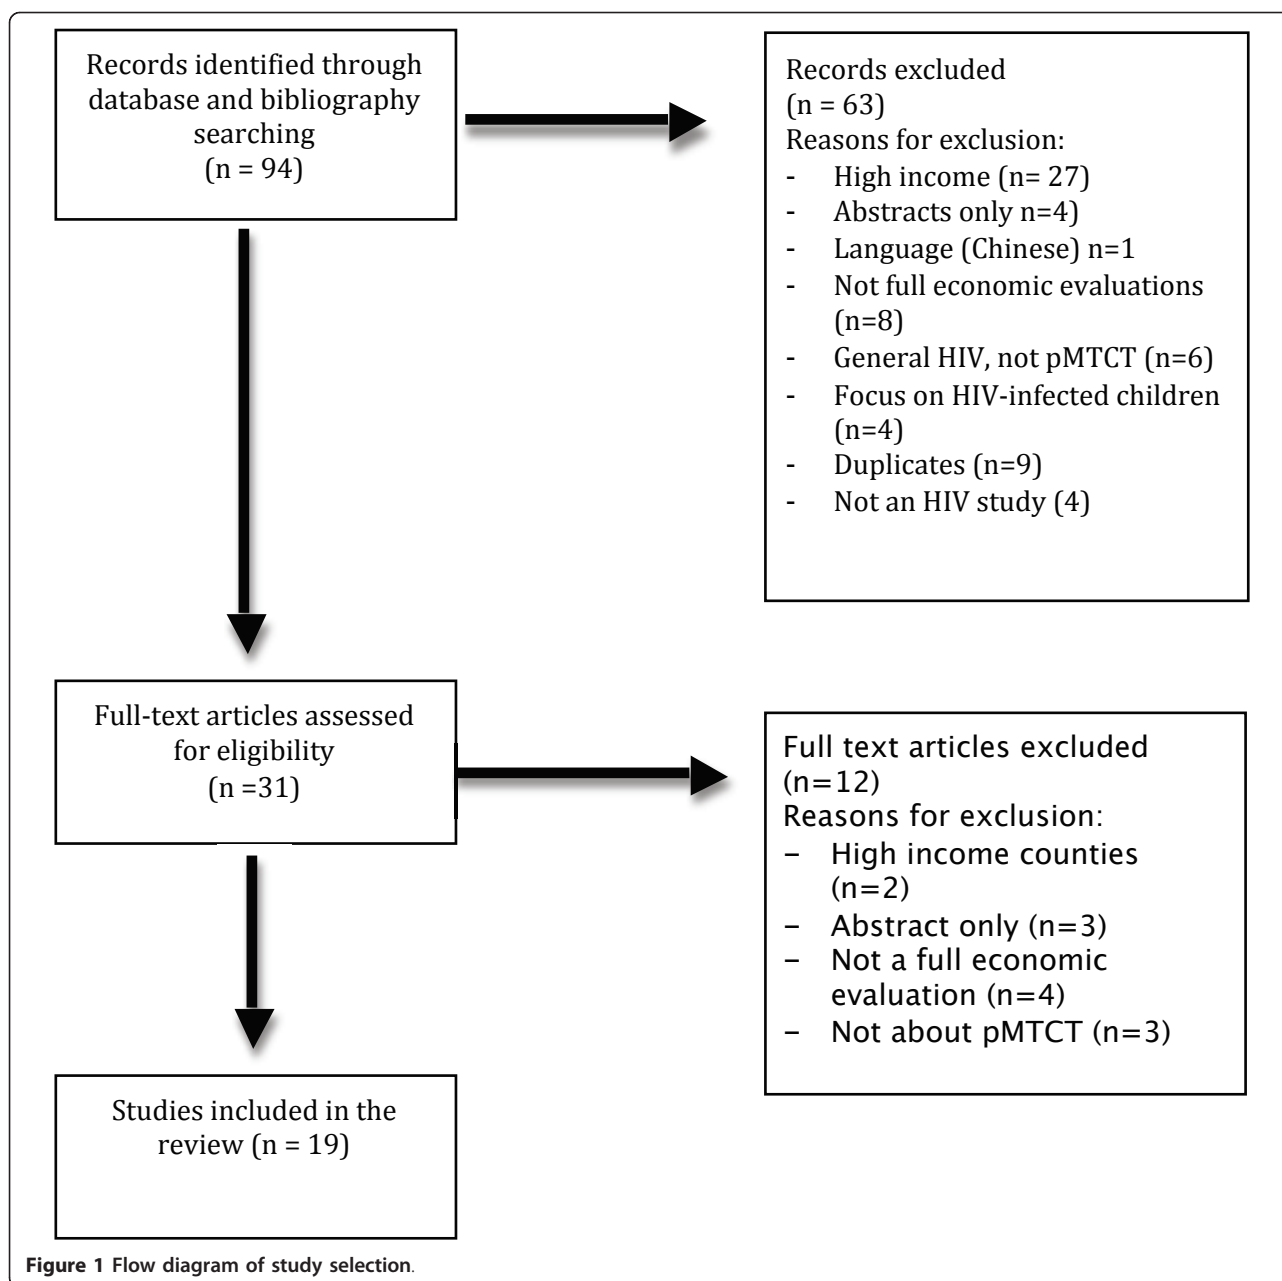 Records identified through
database and bibliography
searching
(n = 94)
Records excluded
(n = 63)
Reasons for exclusion:
- High income (n= 27)
- Abstracts only n=4)
- Language (Chinese) n=1
- Not full economic evaluations
(n=8)
- General HIV, not pMTCT (n=6)
- Focus on HIV-infected children
(n=4)
- Duplicates (n=9)
- Not an HIV study (4)
Full-text articles assessed
for eligibility
(n =31)
Full text articles excluded
(n=12)
Reasons for exclusion:
– High income counties
(n=2)
– Abstract only (n=3)
– Not a full economic
evaluation (n=4)
– Not about pMTCT (n=3)
Studies included in the
review (n = 19)
Figure 1 Flow diagram of study selection.